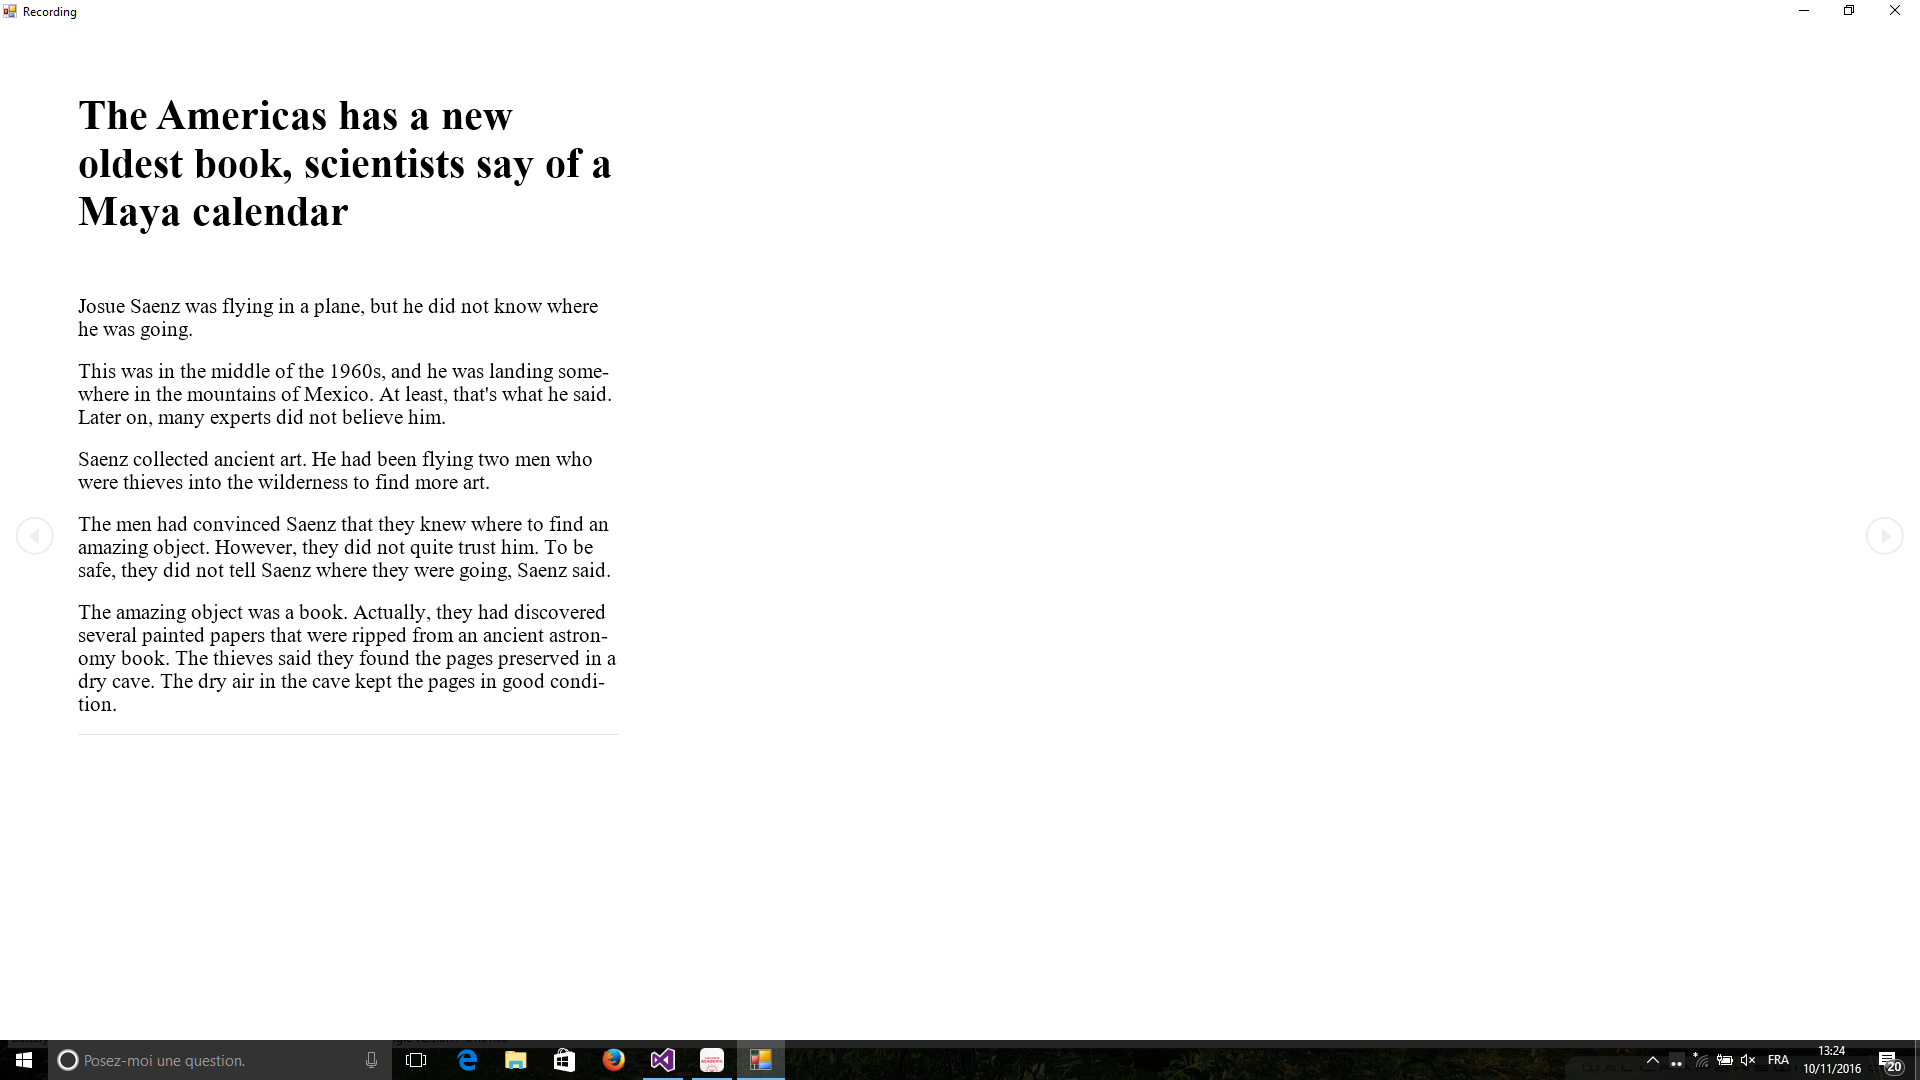 Recording
The Americas has a new
oldest book, scientists say of a
Maya calendar
Josue Saenz was flying in a plane, but he did not know where
he was going.
This was in the middle of the 1960s, and he was landing some-
where in the mountains of Mexico. At least, that's what he said.
Later on, many experts did not believe him.
Saenz collected ancient art. He had been flying two men who
were thieves into the wilderness to find more art.
The men had convinced Saenz that they knew where to find an
amazing object. However, they did not quite trust him. To be
safe, they did not tell Saenz where they were going, Saenz said.
The amazing object was a book. Actually, they had discovered
several painted papers that were ripped from an ancient astron-
omy book. The thieves said they found the pages preserved in a
dry cave. The dry air in the cave kept the pages in good condi-
tion.
Posez-moi une question.
FRA
13:24
10/11/2016
20